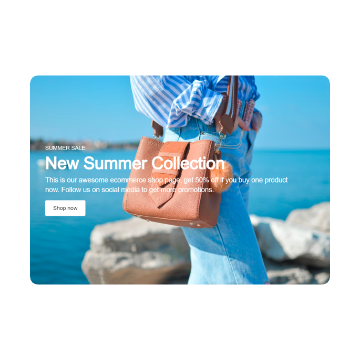 SUMMER SALE
New Summer Collection
This is our awesome ecommerce shop page, get 50% off if you buy one product
now. Follow us on social media to get more promotions.
Shop now